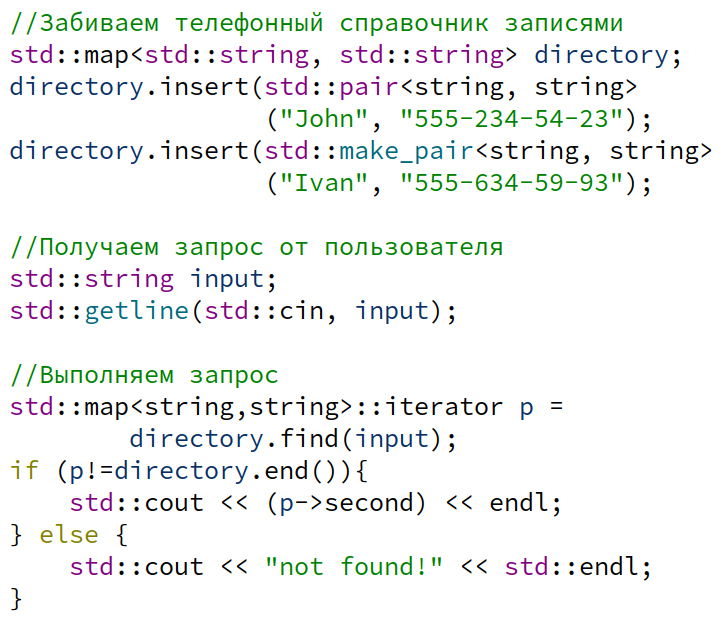 //Забиваем телефонный справочник записями
std::map<std::string, std::string> directory;
directory.insert(std::pair<string, string>
                 ("John", "555-234-54-23");
directory.insert(std::make_pair<string, string>
                 ("Ivan", "555-634-59-93");

//Получаем запрос от пользователя
std::string input;
std::getline(std::cin, input);

//Выполняем запрос
std::map<string,string>::iterator p =
        directory.find(input);
if (p!=directory.end()){
    std::cout << (p->second) << endl;
} else {
    std::cout << "not found!" << std::endl;
}